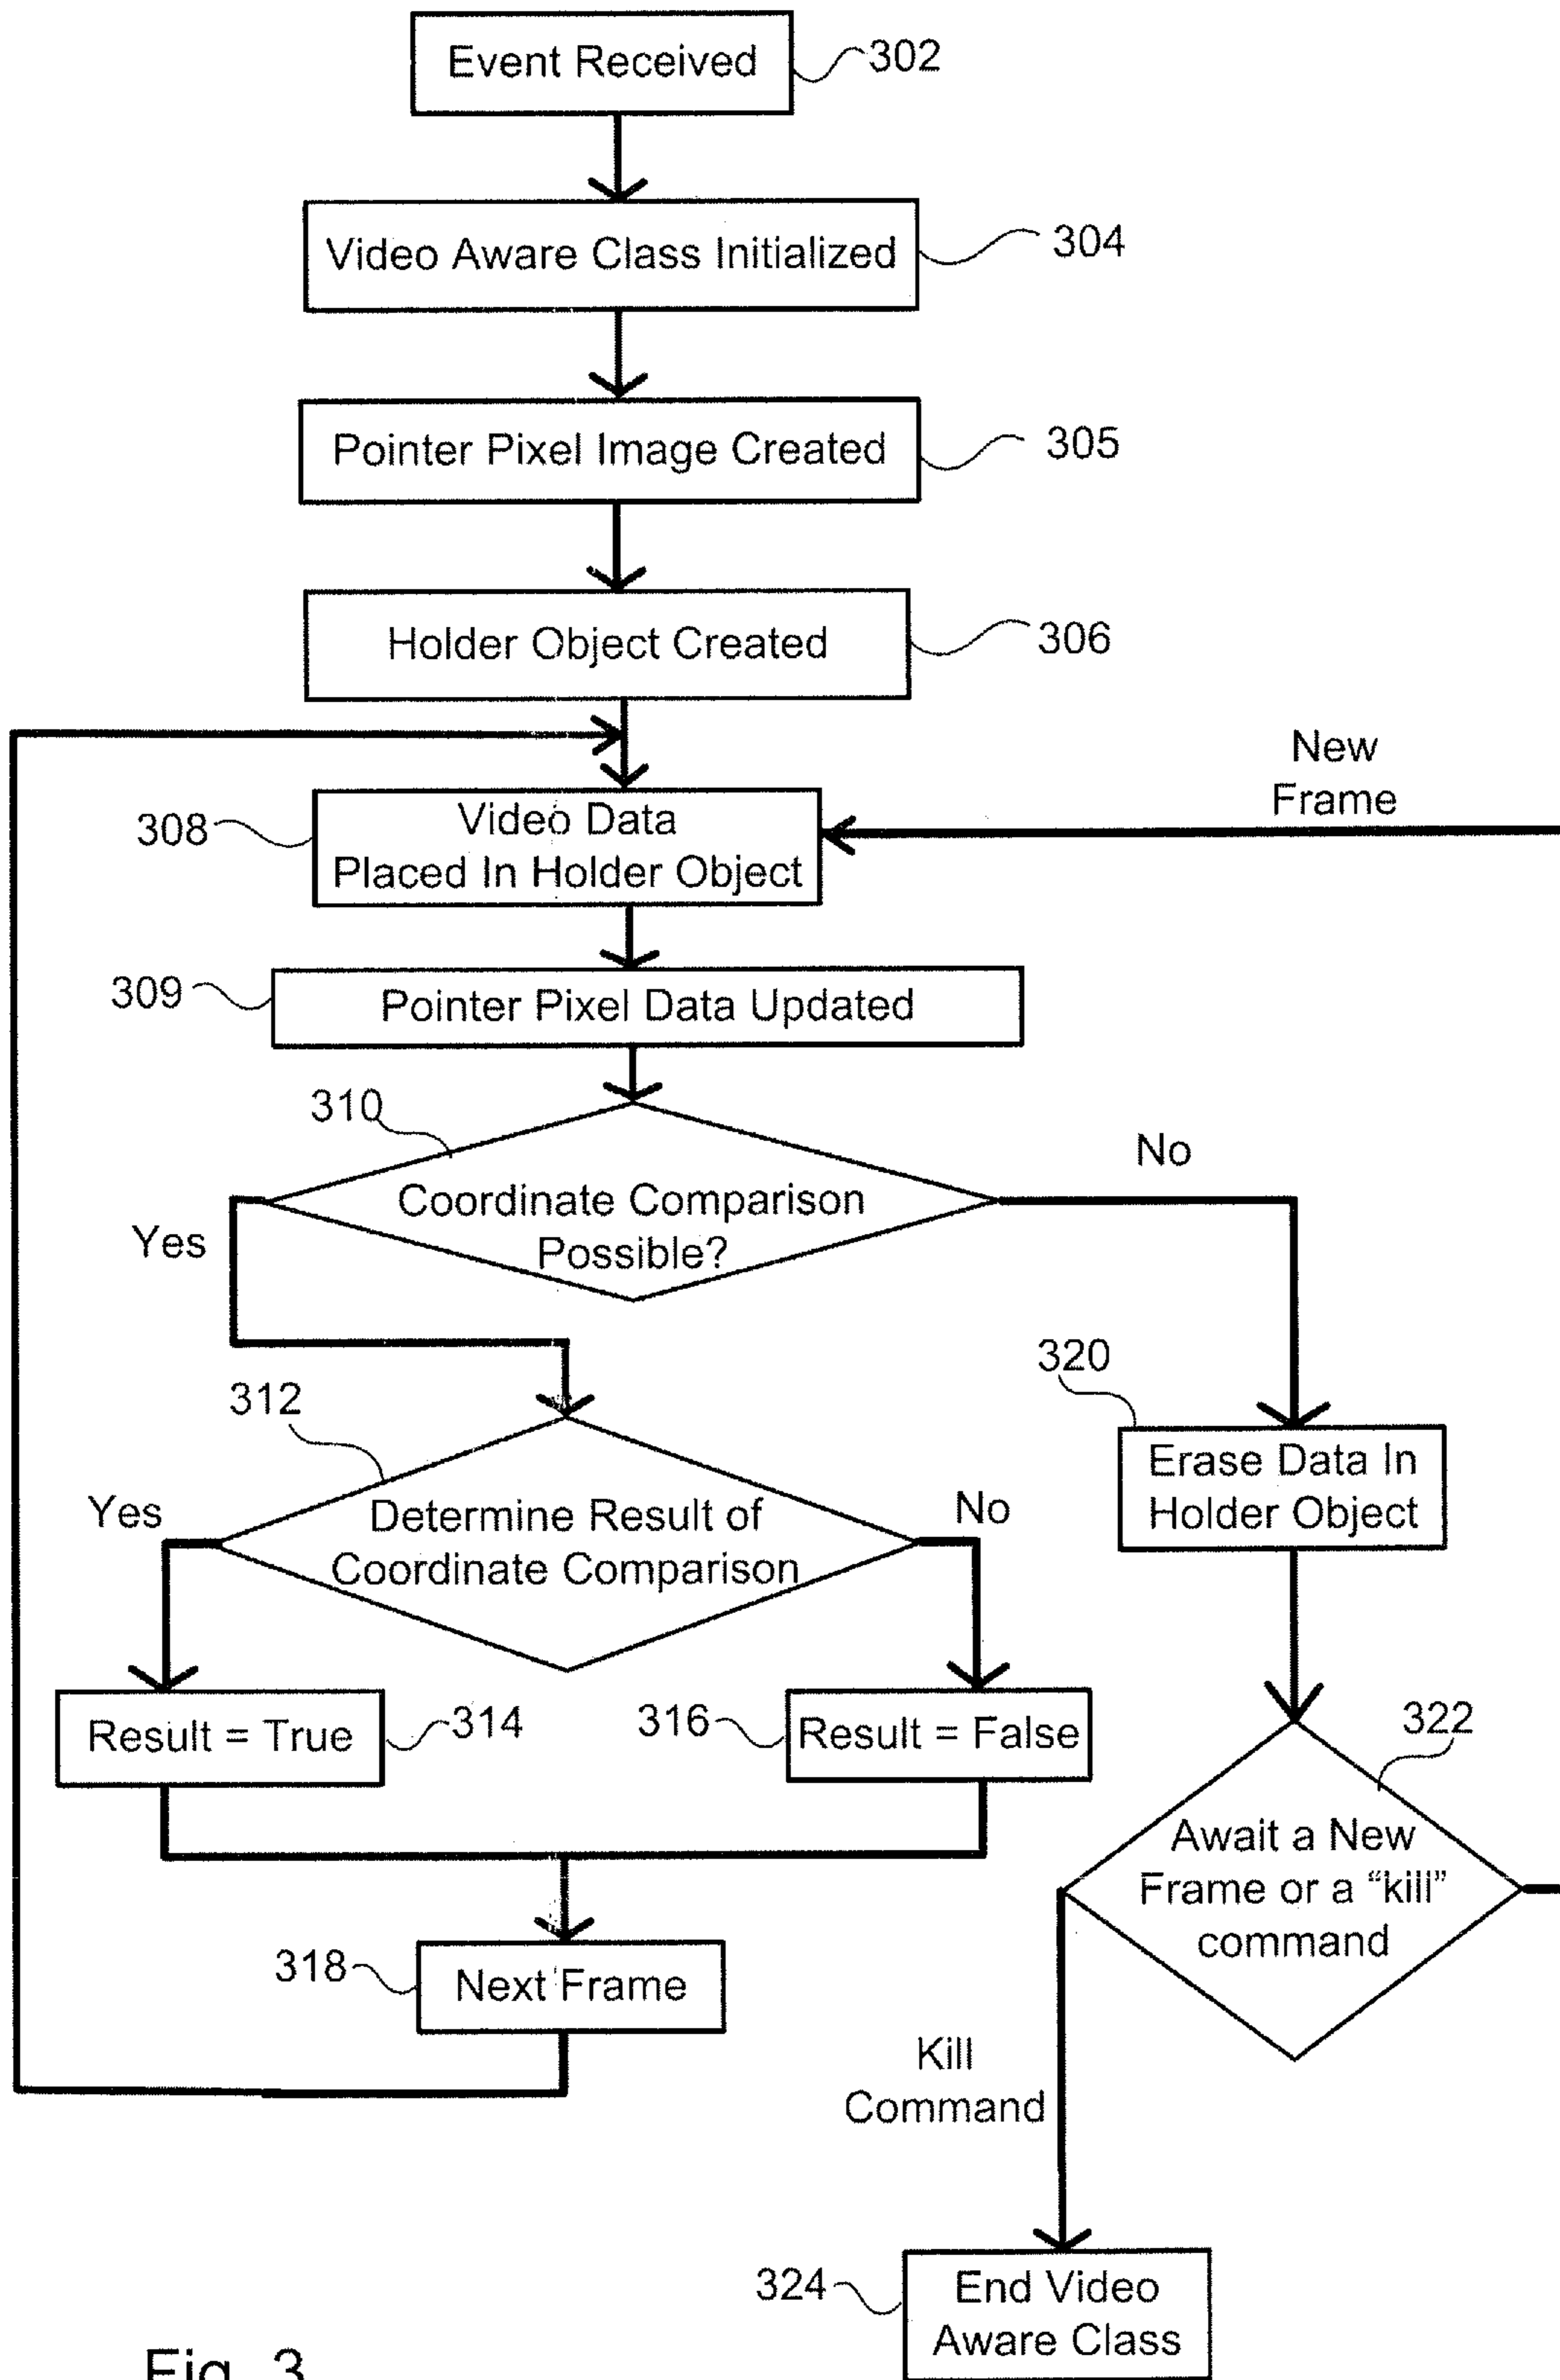 Event Received
302
Video Aware Class Initialized
304
Pointer Pixel Image Created
305
Holder Object Created
306
New
Frame
308
Video Data
Placed In Holder Object
309
Pointer Pixel Data Updated
310
Coordinate Comparison
Possible?
Yes
No
312
Determine Result of
Coordinate Comparison
Yes
No
320
Erase Data In
Holder Object
Result = True
314
316
Result = False
322
Await a New
Frame or a “kill”
command
318
Next Frame
Kill
Command
324
End Video
Aware Class
Fig. 3